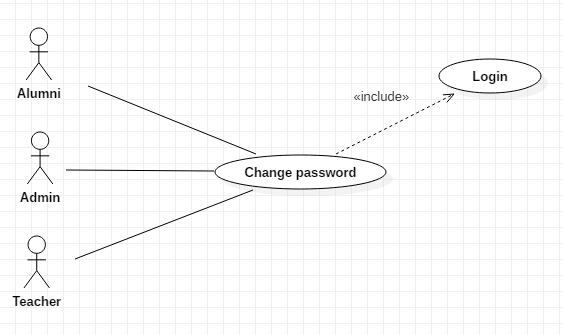 Alumni
Login
«include»
Change password
Admin
Teacher